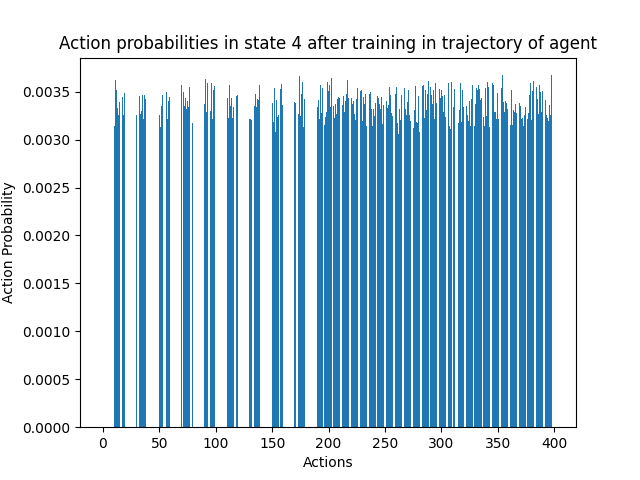 Action probabilities in state 4 after training in trajectory of agent
0.0035
0.0030
0.0025
0.0020
0.0015
0.0010
0.0005
0.0000
Action Probability
0 50 100 150 200 250 300 350 400
Actions